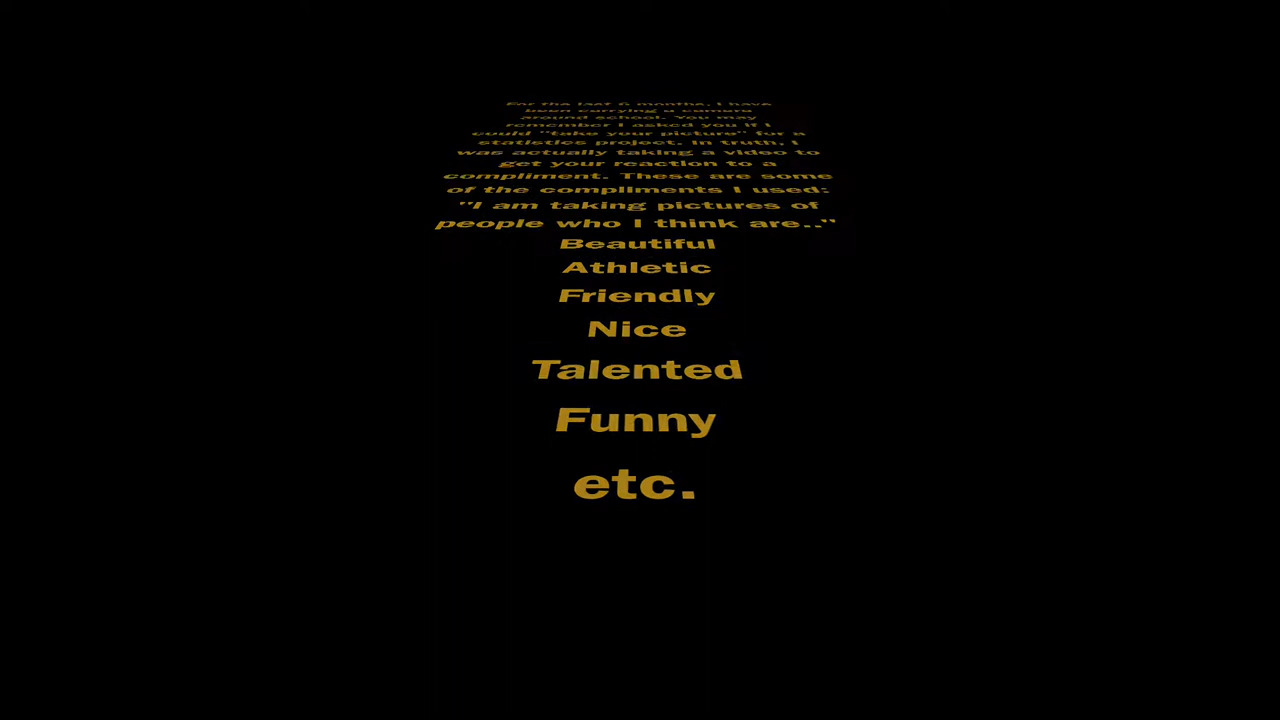 For the last 6 months, I have
been carrying a camera
around school. You may
remember I asked you if I
could "take your picture" for a
statistics project. In truth, I
was actually taking a video to
get your reaction to a
compliment. These are some
of the compliments I used:
"I am taking pictures of
people who I think are.."
Beautiful
Athletic
Friendly
Nice
Talented
Funny
etc.